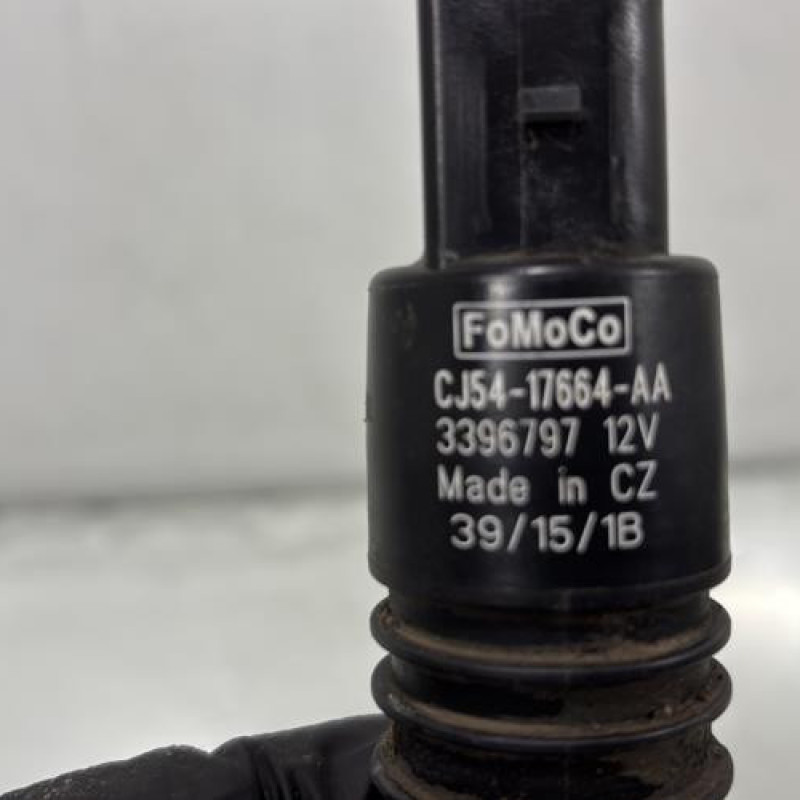 FoMoCo
CJ54-17664-AA
3396797 12V
Made in CZ
39/15/1B